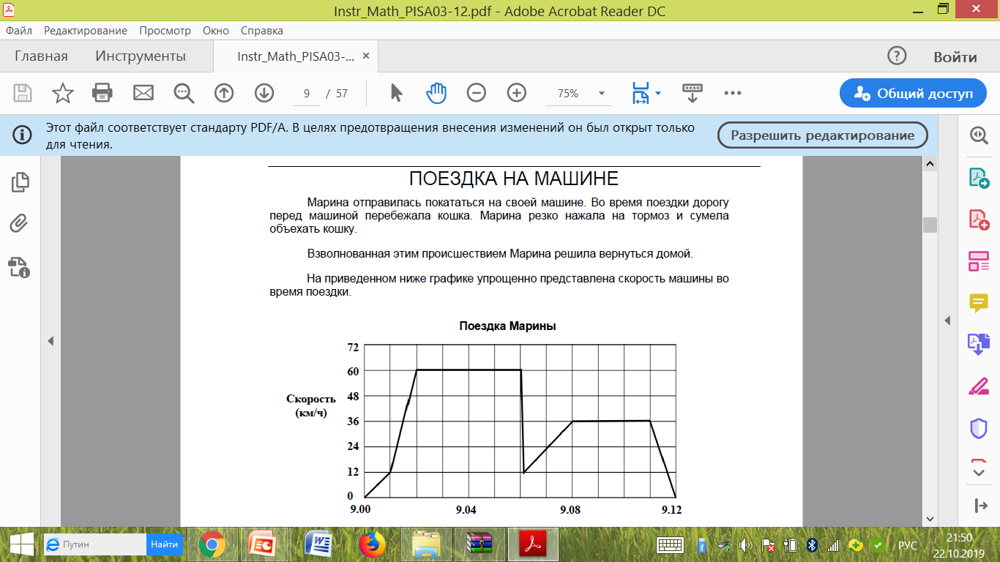 Instr_Math_PISA03-12.pdf - Adobe Acrobat Reader DC
Файл Редактирование Просмотр Окно Справка
Главная Инструменты Instr_Math_PISA03-... × ? Войти
9 / 57 75% Общий доступ
Этот файл соответствует стандарту PDF/A. В целях предотвращения внесения изменений он был открыт только
для чтения.
Разрешить редактирование
ПОЕЗДКА НА МАШИНЕ
Марина отправилась покататься на своей машине. Во время поездки дорогу
перед машиной перебежала кошка. Марина резко нажала на тормоз и сумела
объехать кошку.
Взволнованная этим происшествием Марина решила вернуться домой.
На приведенном ниже графике упрощенно представлена скорость машины во
время поездки.
Поездка Марины
72
60
48
Скорость
(км/ч)
36
24
12
0
9.00 9.04 9.08 9.12
Путин Найти
РУС
21:50
22.10.2019